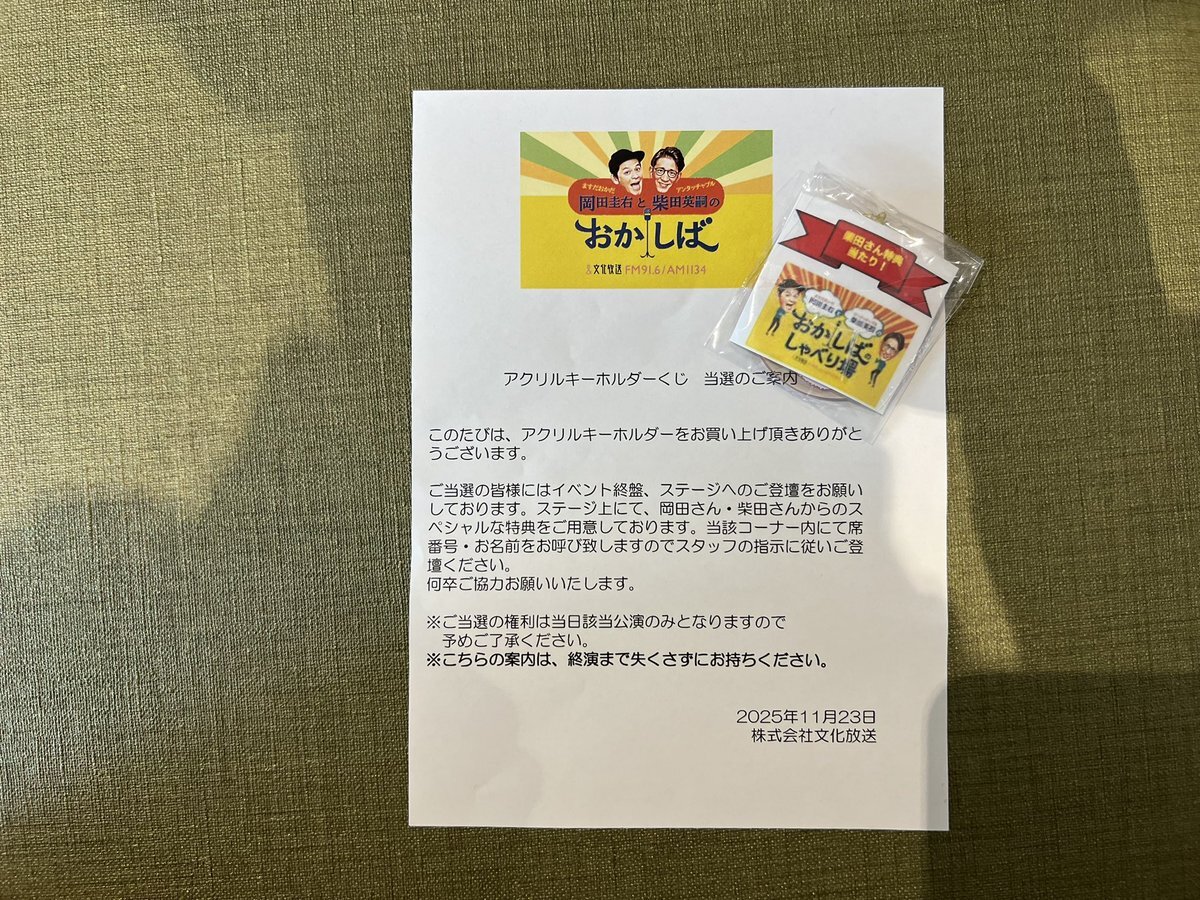 ますだおかだ アンタッチャブル
岡田圭右と柴田英嗣の
おかしば
文化放送 FM91.6/AM1134
さん特典
当たり！
岡田圭右
柴田英嗣
おかしばの
しゃべり場
アクリルキーホルダーくじ　当選のご案内
このたびは、アクリルキーホルダーをお買い上げ頂きありがと
うございます。
ご当選の皆様にはイベント終盤、ステージへのご登壇をお願い
しております。ステージ上にて、岡田さん・柴田さんからのス
ペシャルな特典をご用意しております。当該コーナー内にて席
番号・お名前をお呼び致しますのでスタッフの指示に従いご登
壇ください。
何卒ご協力お願いいたします。
※ご当選の権利は当日該当公演のみとなりますので
予めご了承ください。
※こちらの案内は、終演まで失くさずにお持ちください。
2025年11月23日
株式会社文化放送